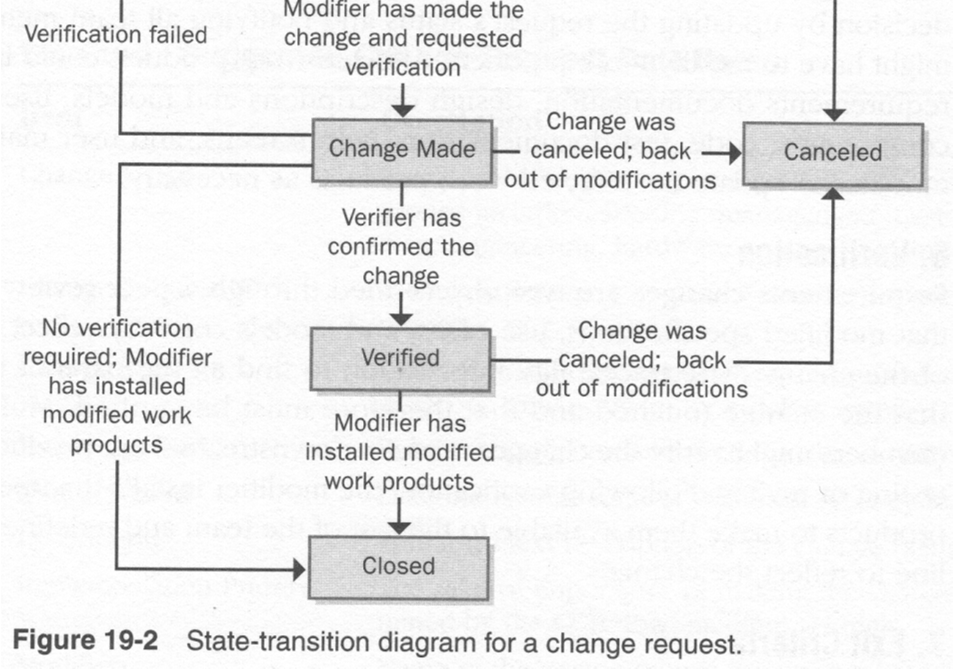 Modifier has made the
change and requested
verification
Verification failed
Change Made
Change was
canceled; back
out of modifications
Canceled
Verifier has
confirmed the
change
No verification
required; Modifier
has installed
modified work
products
Verified
Change was
canceled; back
out of modifications
Modifier has
installed modified
work products
Closed
Figure 19-2 State-transition diagram for a change request.